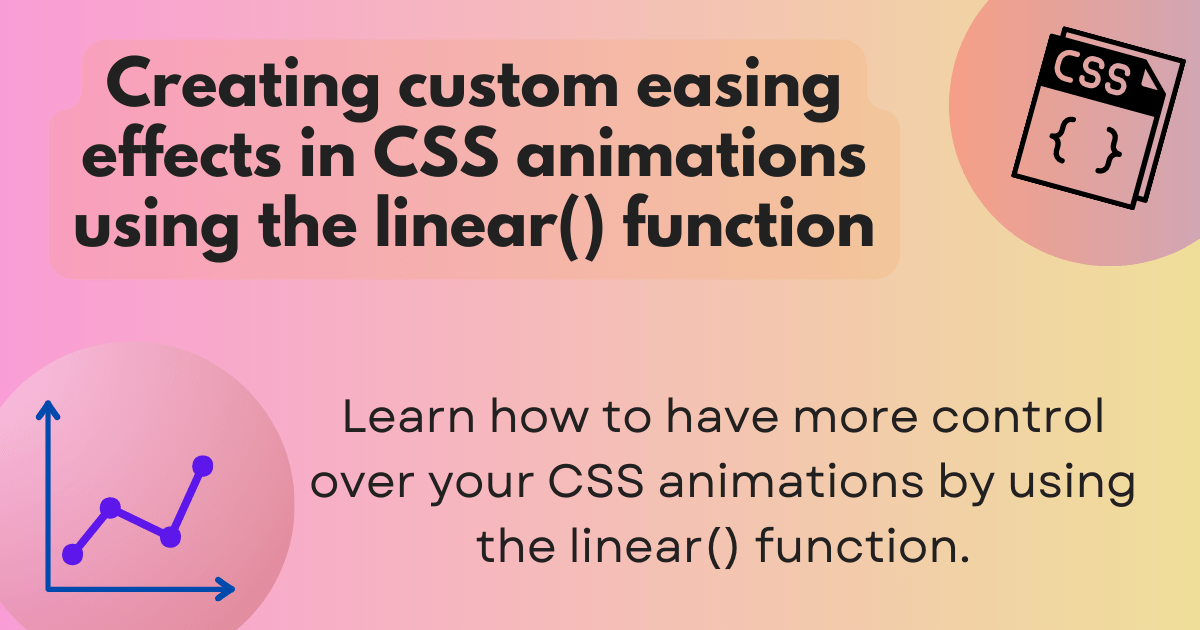 Creating custom easing
effects in CSS animations
using the linear() function
CSS
{ }
Learn how to have more control
over your CSS animations by using
the linear() function.